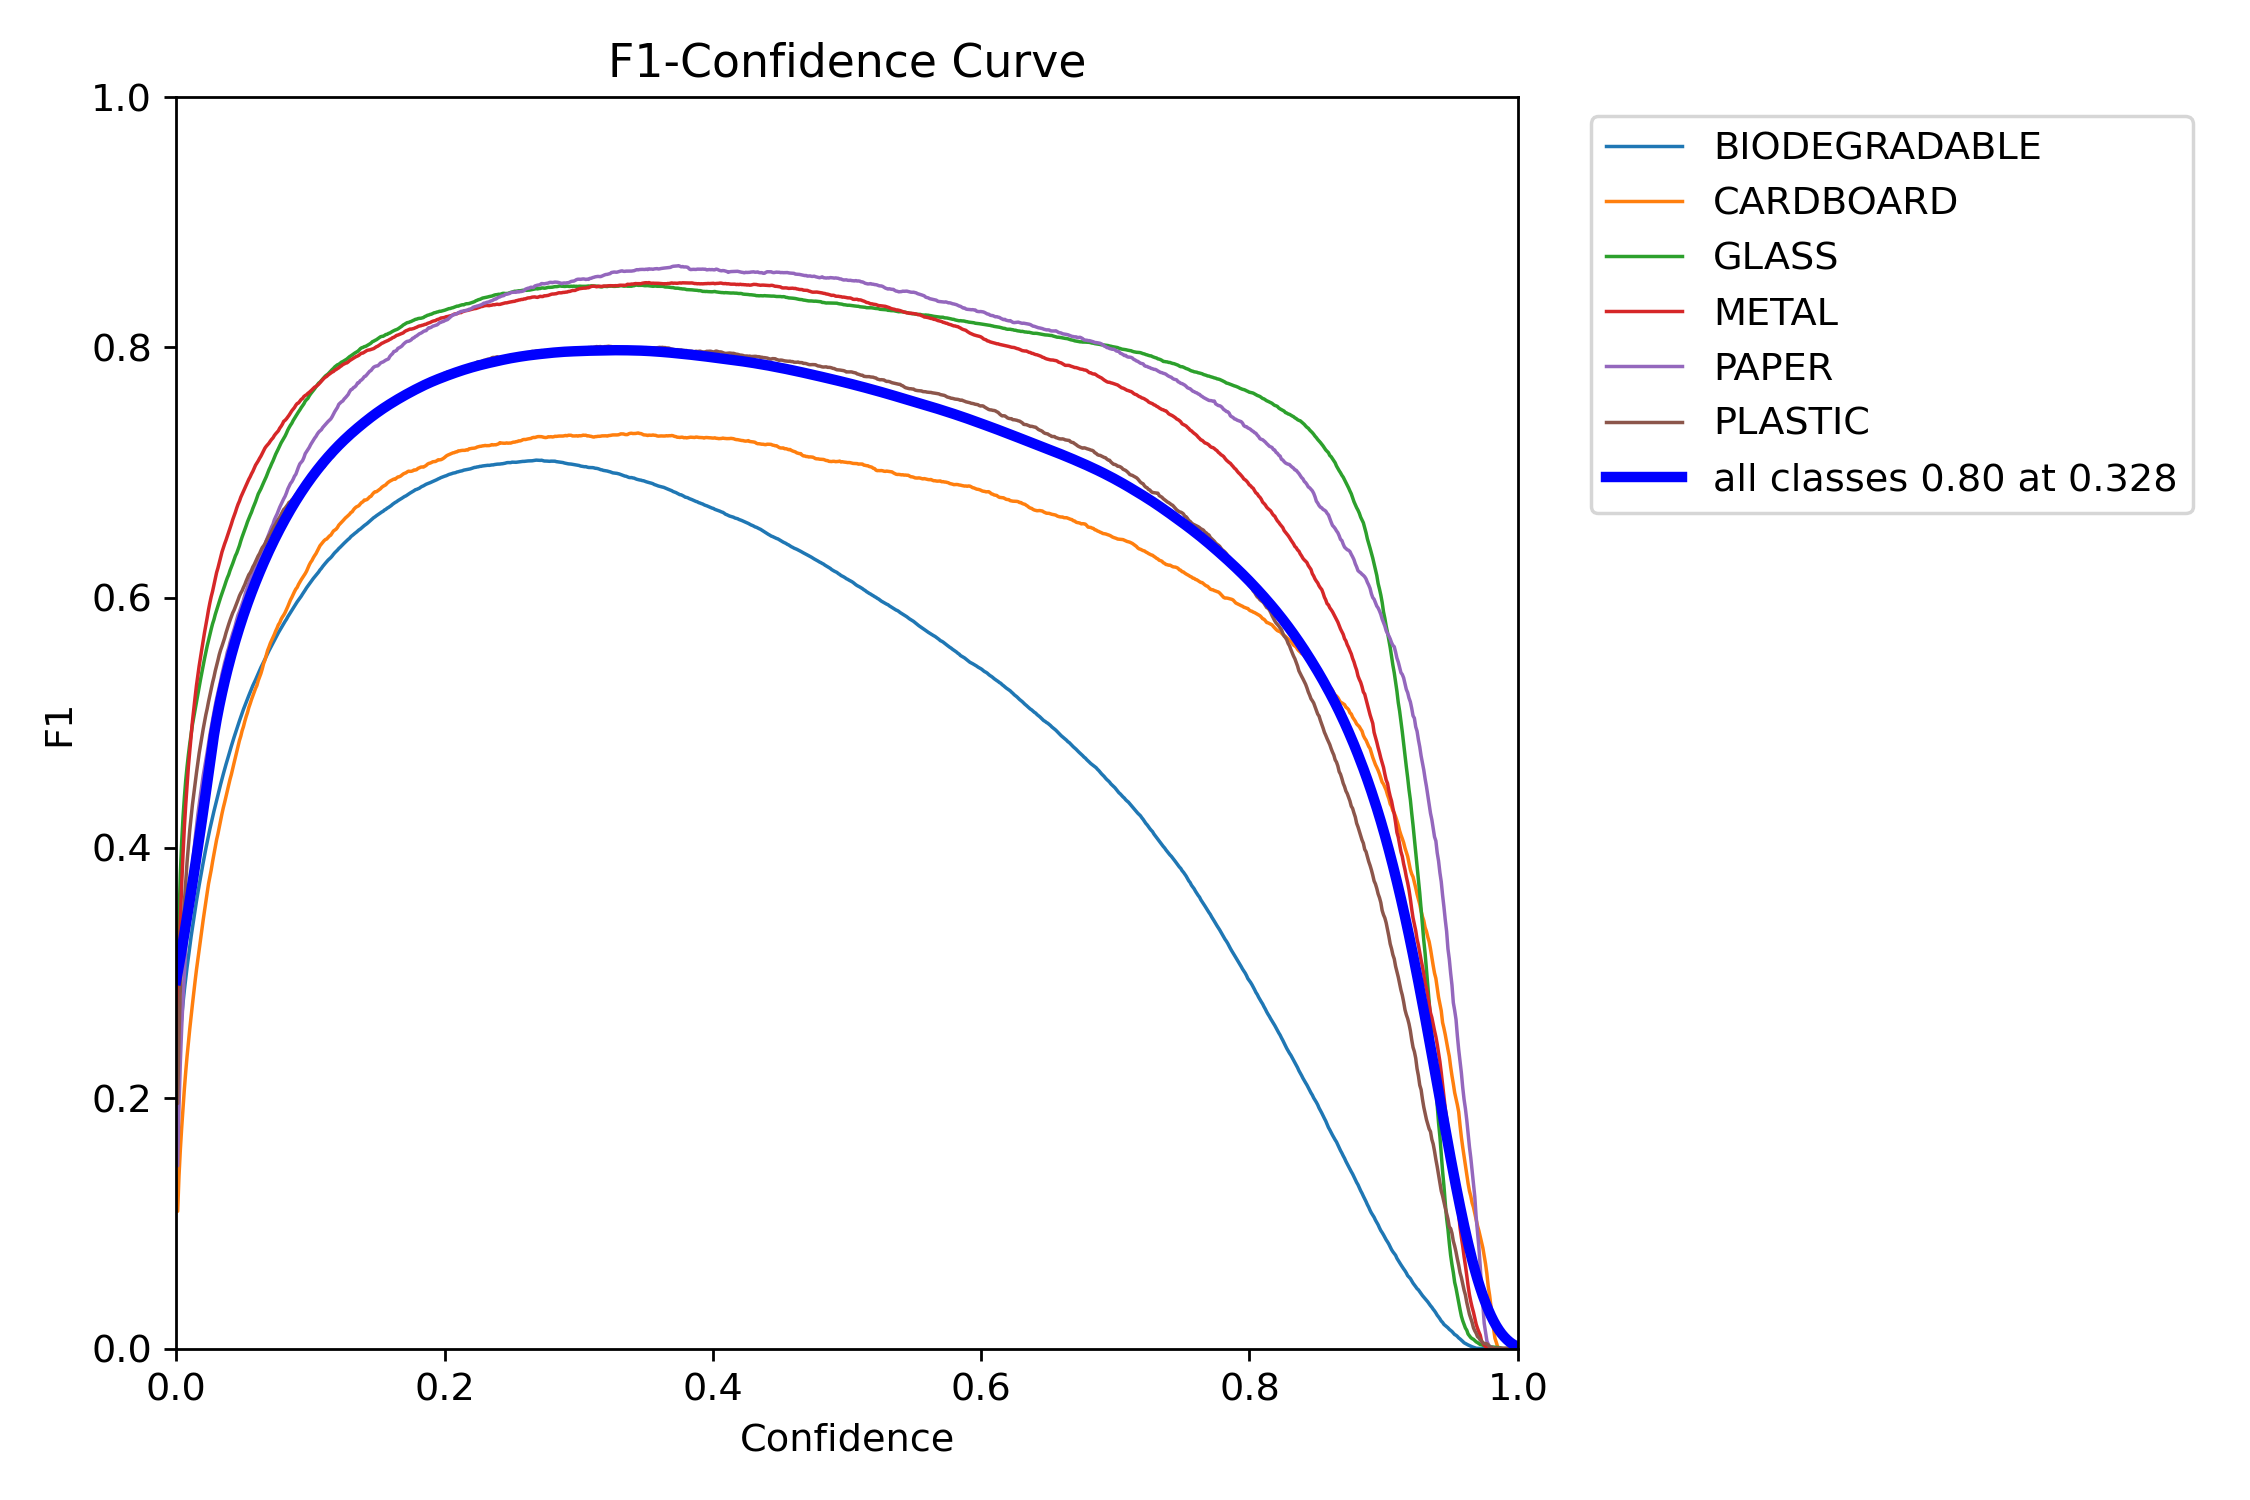 F1-Confidence Curve
1.0
0.8
0.6
0.4
0.2
0.0
F1
0.0 0.2 0.4 0.6 0.8 1.0
Confidence
BIODEGRADABLE
CARDBOARD
GLASS
METAL
PAPER
PLASTIC
all classes 0.80 at 0.328